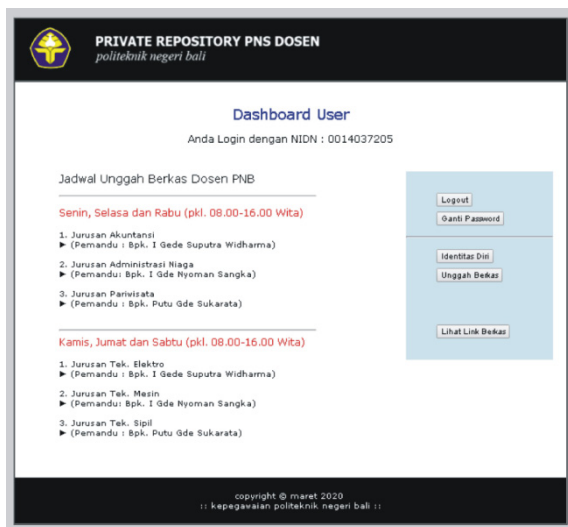 PRIVATE REPOSITORY PNS DOSEN
politeknik negeri bali
Dashboard User
Anda Login dengan NIDN : 0014037205
Jadwal Unggah Berkas Dosen PNB
Senin, Selasa dan Rabu (pkl. 08.00-16.00 Wita)
1. Jurusan Akuntansi
► (Pemandu : Bpk. I Gede Suputra Widharma)
2. Jurusan Administrasi Niaga
► (Pemandu : Bpk. I Gde Nyoman Sangka)
3. Jurusan Pariwisata
► (Pemandu : Bpk. Putu Gde Sukarata)
Kamis, Jumat dan Sabtu (pkl. 08.00-16.00 Wita)
1. Jurusan Tek. Elektro
► (Pemandu : Bpk. I Gede Suputra Widharma)
2. Jurusan Tek. Mesin
► (Pemandu: Bpk. I Gde Nyoman Sangka)
3. Jurusan Tek. Sipil
► (Pemandu : Bpk. Putu Gde Sukarata)
Logout
Ganti Password
Identitas Diri
Unggah Berkas
Lihat Link Berkas
copyright @ maret 2020
:: kepegawaian politeknik negeri bali ::